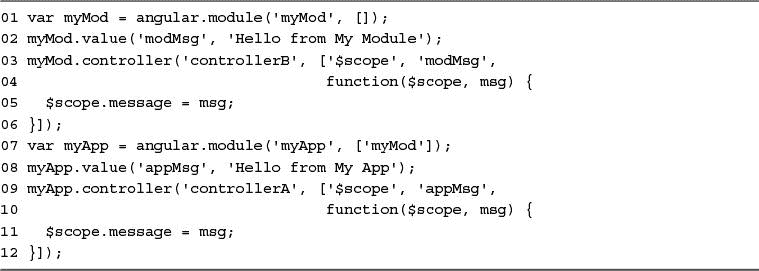 01 var myMod = angular.module('myMod', []);
02 myMod.value('modMsg', 'Hello from My Module');
03 myMod.controller('controllerB', ['$scope', 'modMsg',
04                                  function($scope, msg) {
05   $scope.message = msg;
06 }]);
07 var myApp = angular.module('myApp', ['myMod']);
08 myApp.value('appMsg', 'Hello from My App');
09 myApp.controller('controllerA', ['$scope', 'appMsg',
10                                  function($scope, msg) {
11   $scope.message = msg;
12 }]);